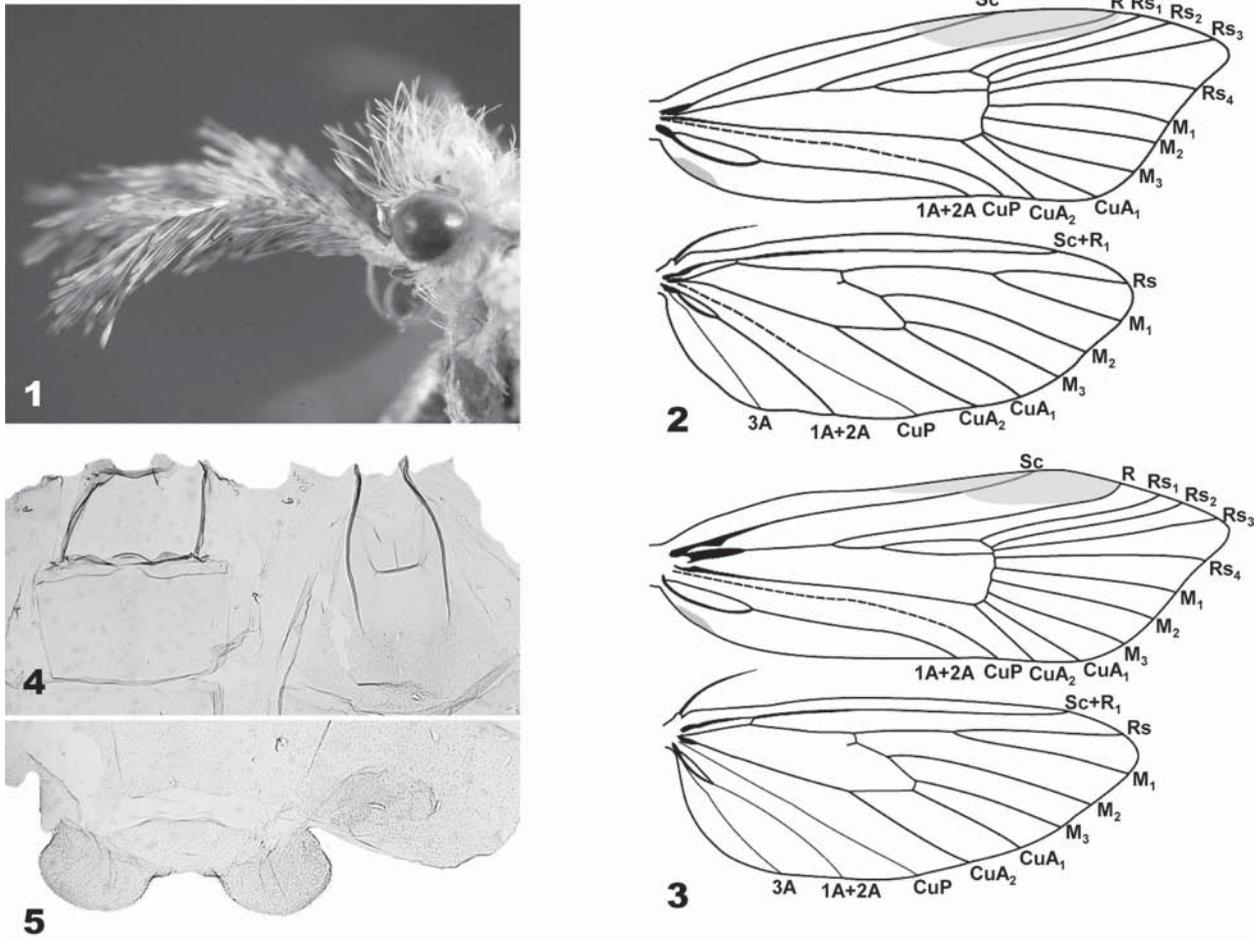 1
Sc
R Rs1 Rs2 Rs3
Rs4
M1
M2
M3
1A+2A CuP CuA2 CuA1
Sc+R1
Rs
M1
M2
M3
3A 1A+2A CuP CuA2 CuA1
2
Sc
R Rs1 Rs2 Rs3
Rs4
M1
M2
M3
1A+2A CuP CuA2 CuA1
Sc+R1
Rs
M1
M2
M3
3A 1A+2A CuP CuA2 CuA1
3
4
5